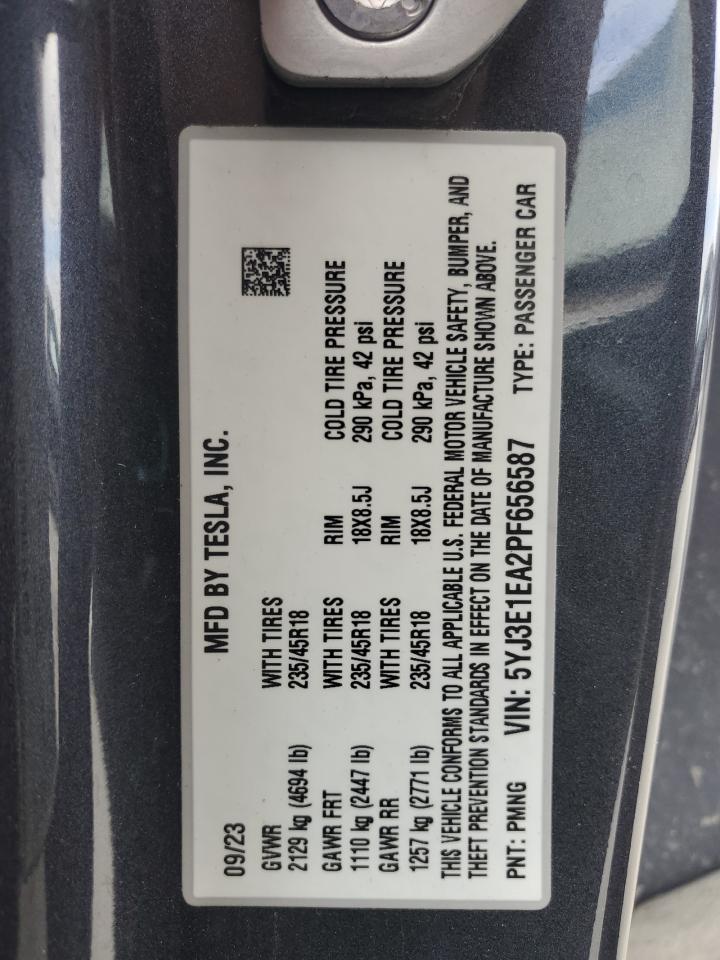 MFD BY TESLA, INC.
09/23
GVWR WITH TIRES
2129 kg (4694 lb) 235/45R18
GAWR FRT WITH TIRES RIM COLD TIRE PRESSURE
1110 kg (2447 lb) 235/45R18 18X8.5J 290 kPa, 42 psi
GAWR RR WITH TIRES RIM COLD TIRE PRESSURE
1257 kg (2771 lb) 235/45R18 18X8.5J 290 kPa, 42 psi
THIS VEHICLE CONFORMS TO ALL APPLICABLE U.S. FEDERAL MOTOR VEHICLE SAFETY, BUMPER, AND
THEFT PREVENTION STANDARDS IN EFFECT ON THE DATE OF MANUFACTURE SHOWN ABOVE.
PNT: PMNG VIN: 5YJ3E1EA2PF656587 TYPE: PASSENGER CAR